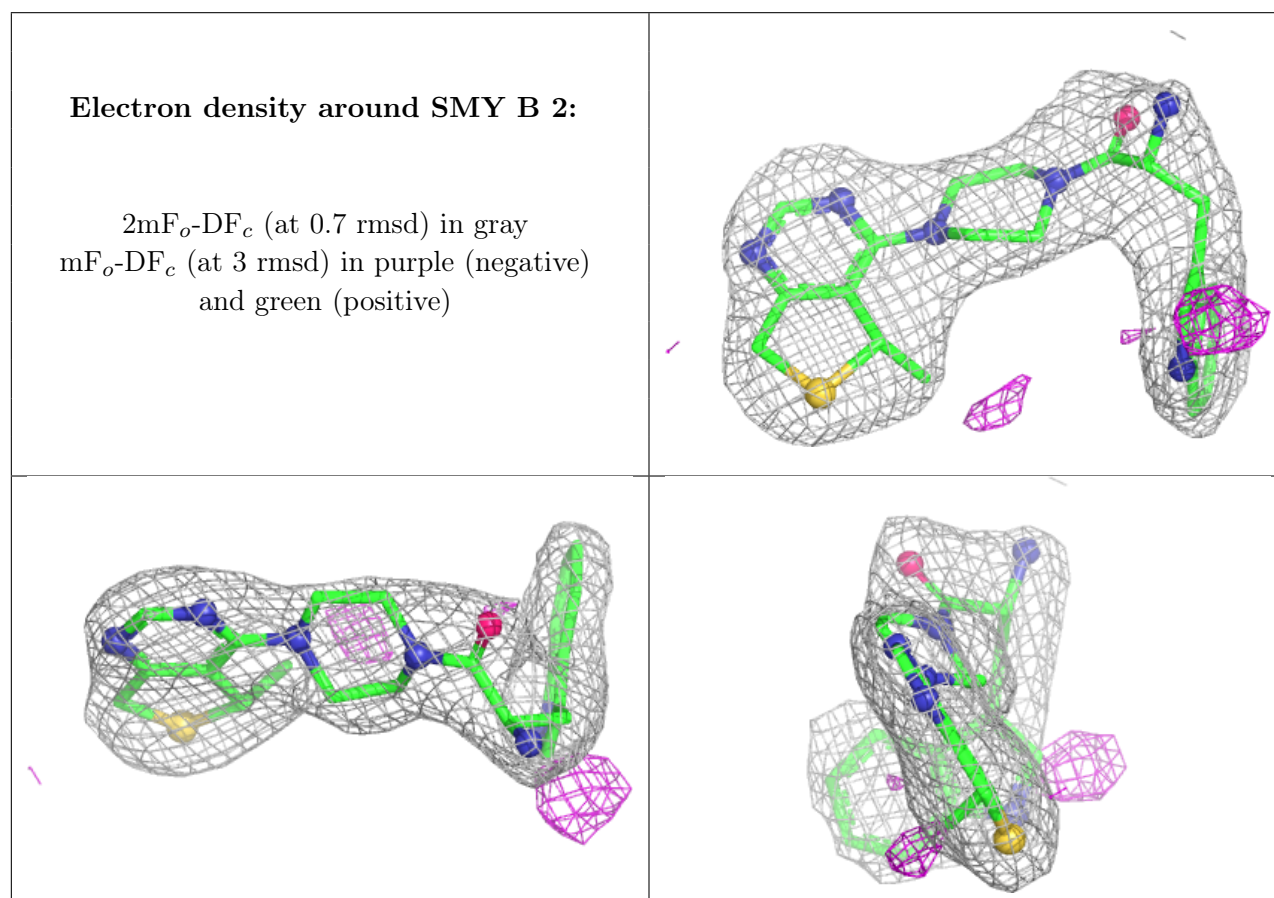 Electron density around SMY B 2:
2mFo-DFc (at 0.7 rmsd) in gray
mFo-DFc (at 3 rmsd) in purple (negative)
and green (positive)